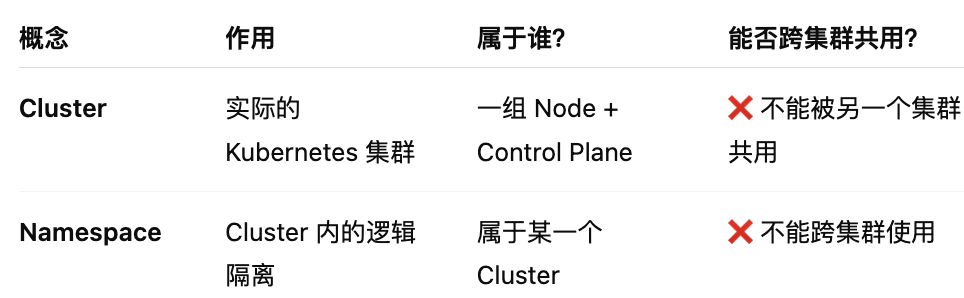 概念 作用 属于谁? 能否跨集群共用?
Cluster 实际的 一组 Node + ❌ 不能被另一个集群
Kubernetes 集群 Control Plane 共用
Namespace Cluster 内的逻辑 属于某一个 ❌ 不能跨集群使用
隔离 Cluster